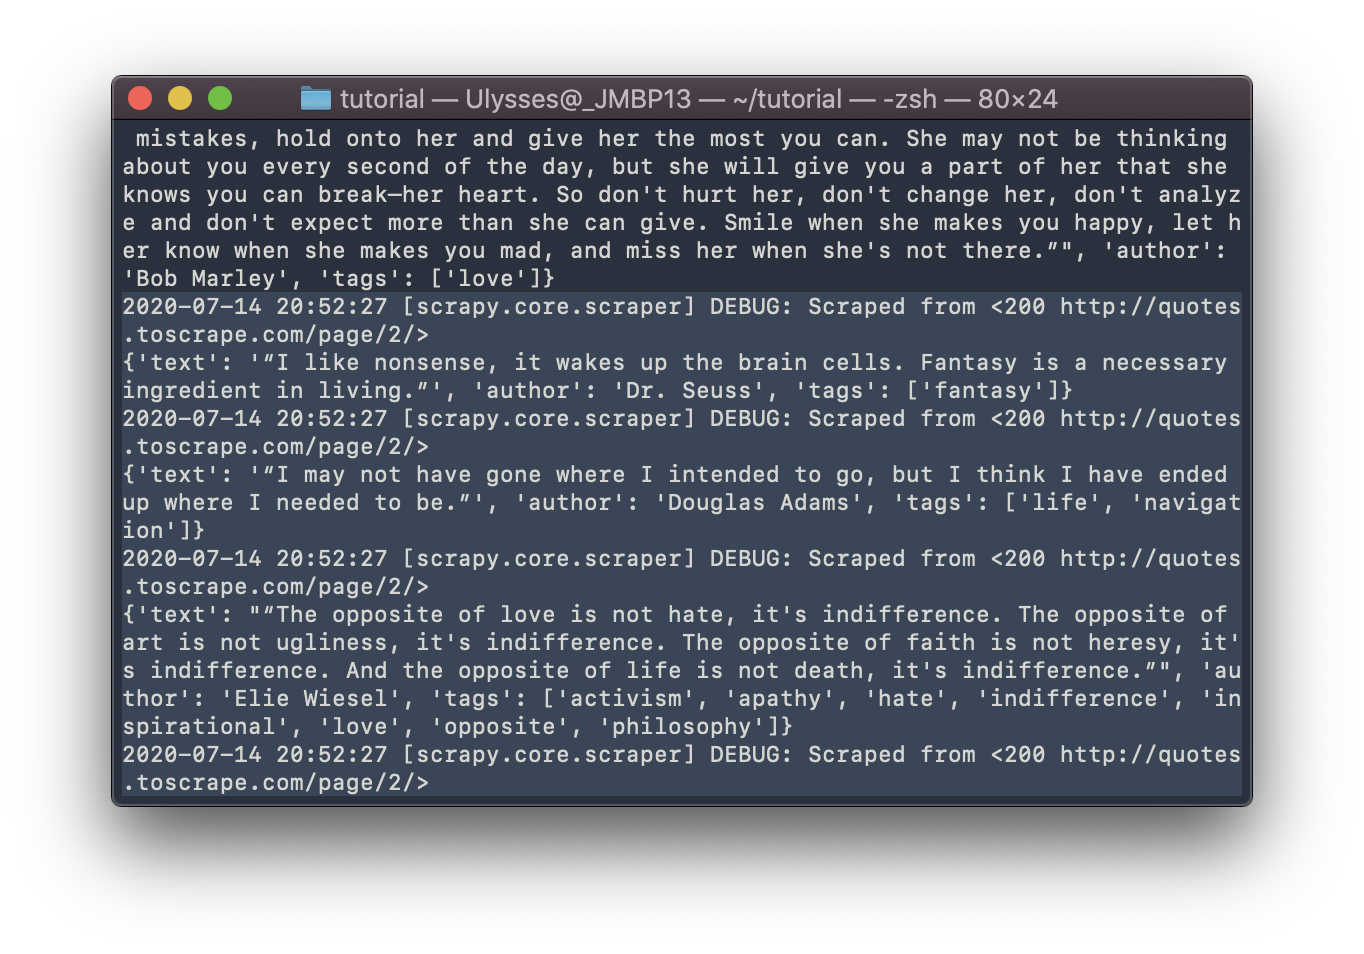 tutorial — Ulysses@_JMBP13 — ~/tutorial — -zsh — 80×24
mistakes, hold onto her and give her the most you can. She may not be thinking
about you every second of the day, but she will give you a part of her that she
knows you can break—her heart. So don't hurt her, don't change her, don't analyz
e and don't expect more than she can give. Smile when she makes you happy, let h
er know when she makes you mad, and miss her when she's not there.”", 'author':
'Bob Marley', 'tags': ['love']}
2020-07-14 20:52:27 [scrapy.core.scraper] DEBUG: Scraped from <200 http://quotes
.toscrape.com/page/2/>
{'text': '“I like nonsense, it wakes up the brain cells. Fantasy is a necessary
ingredient in living.”', 'author': 'Dr. Seuss', 'tags': ['fantasy']}
2020-07-14 20:52:27 [scrapy.core.scraper] DEBUG: Scraped from <200 http://quotes
.toscrape.com/page/2/>
{'text': '“I may not have gone where I intended to go, but I think I have ended
up where I needed to be.”', 'author': 'Douglas Adams', 'tags': ['life', 'navigat
ion']}
2020-07-14 20:52:27 [scrapy.core.scraper] DEBUG: Scraped from <200 http://quotes
.toscrape.com/page/2/>
{'text': "“The opposite of love is not hate, it's indifference. The opposite of
art is not ugliness, it's indifference. The opposite of faith is not heresy, it'
s indifference. And the opposite of life is not death, it's indifference.”", 'au
thor': 'Elie Wiesel', 'tags': ['activism', 'apathy', 'hate', 'indifference', 'in
spirational', 'love', 'opposite', 'philosophy']}
2020-07-14 20:52:27 [scrapy.core.scraper] DEBUG: Scraped from <200 http://quotes
.toscrape.com/page/2/>